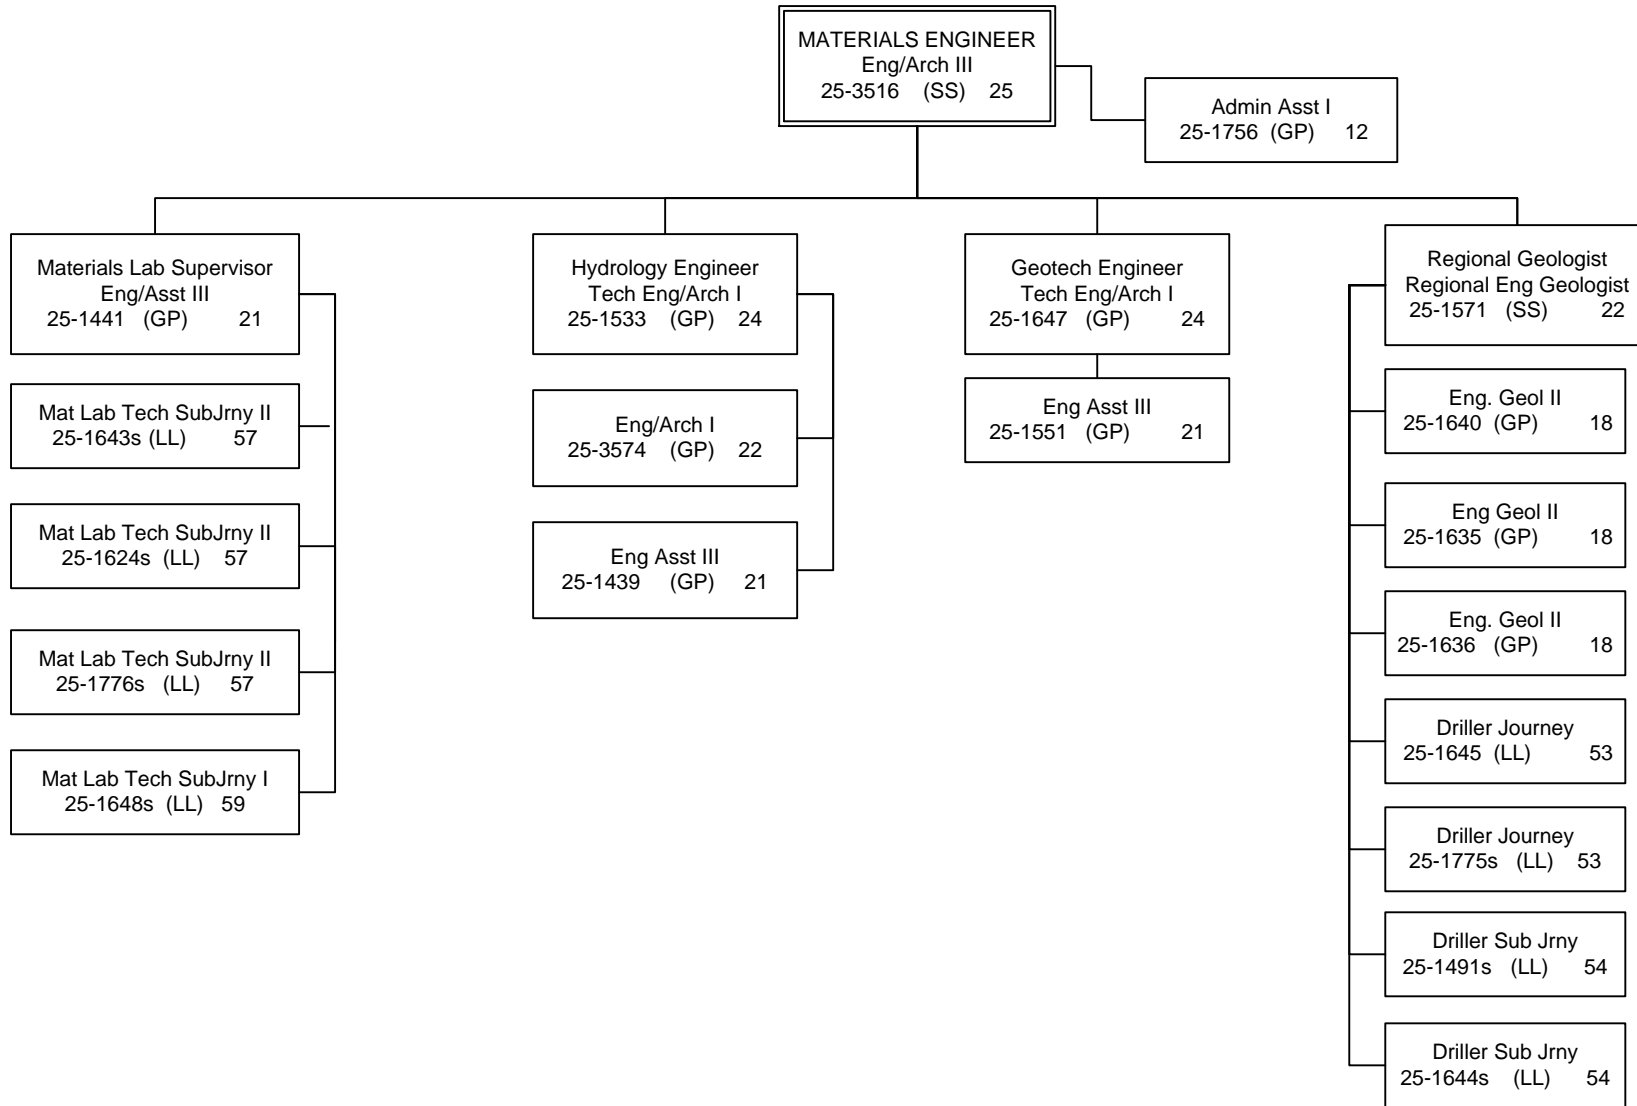 MATERIALS ENGINEER
Eng/Arch III
25-3516 (SS) 25
Admin Asst I
25-1756 (GP) 12
Materials Lab Supervisor
Eng/Asst III
25-1441 (GP) 21
Mat Lab Tech SubJrny II
25-1643s (LL) 57
Mat Lab Tech SubJrny II
25-1624s (LL) 57
Mat Lab Tech SubJrny II
25-1776s (LL) 57
Mat Lab Tech SubJrny I
25-1648s (LL) 59
Hydrology Engineer
Tech Eng/Arch I
25-1533 (GP) 24
Eng/Arch I
25-3574 (GP) 22
Eng Asst III
25-1439 (GP) 21
Geotech Engineer
Tech Eng/Arch I
25-1647 (GP) 24
Eng Asst III
25-1551 (GP) 21
Regional Geologist
Regional Eng Geologist
25-1571 (SS) 22
Eng. Geol II
25-1640 (GP) 18
Eng Geol II
25-1635 (GP) 18
Eng. Geol II
25-1636 (GP) 18
Driller Journey
25-1645 (LL) 53
Driller Journey
25-1775s (LL) 53
Driller Sub Jrny
25-1491s (LL) 54
Driller Sub Jrny
25-1644s (LL) 54